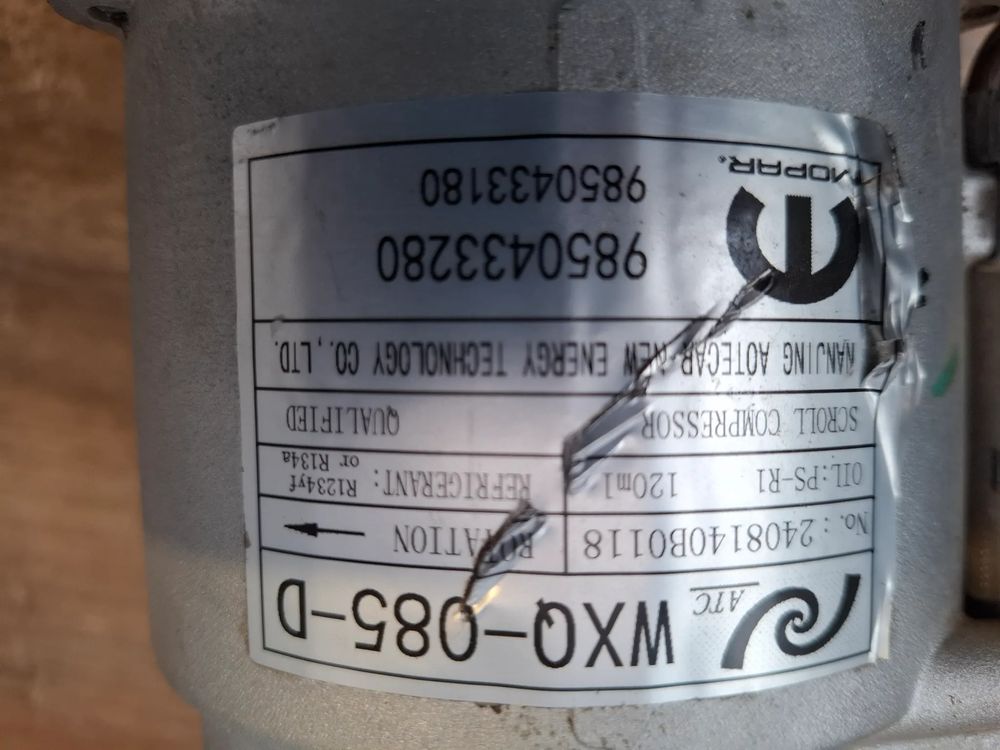 ATC WXQ-085-D
No.: 2408140B0118 ROTATION
OIL:PS-R1 120ml REFRIGERANT: R1234yf
or R134a
SCROLL COMPRESSOR QUALIFIED
NANJING AOTECAR NEW ENERGY TECHNOLOGY CO.,LTD.
9850433280
9850433180
MOPAR®